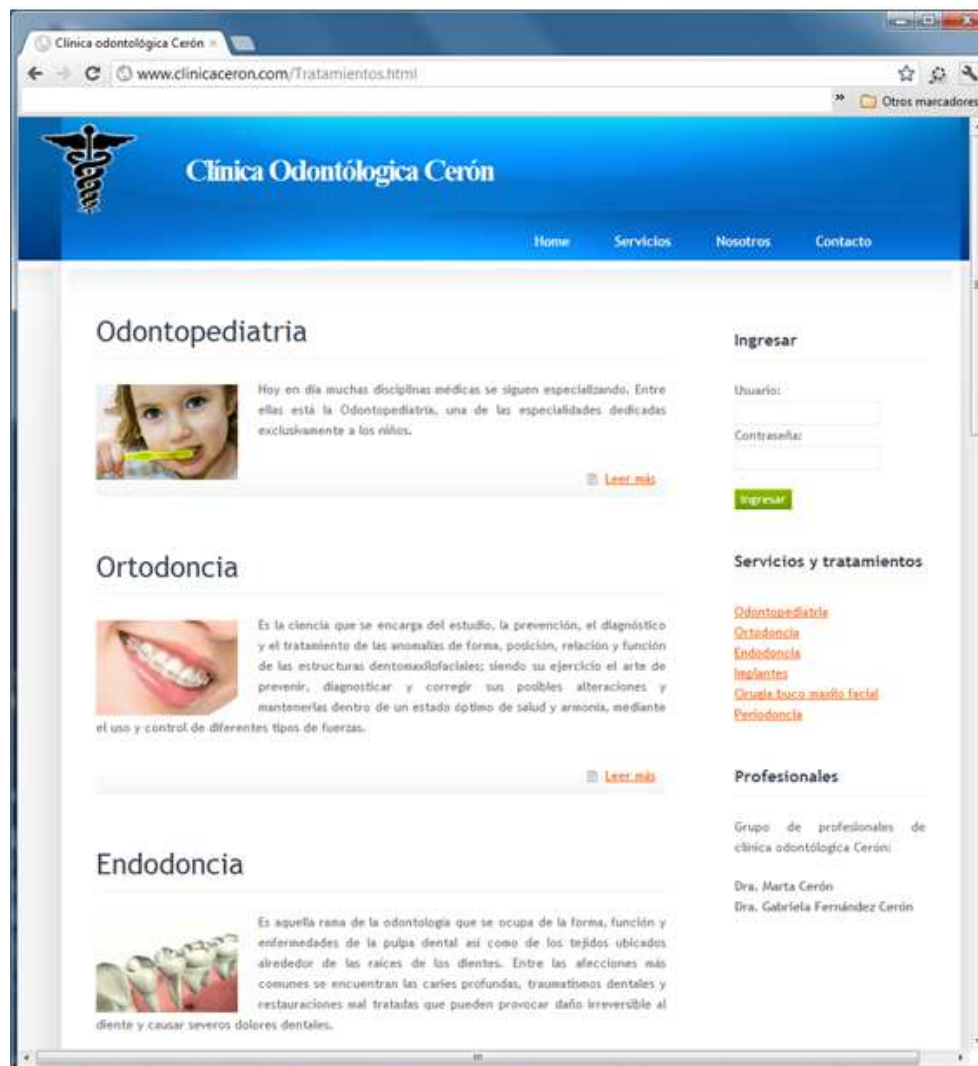 Clínica odontológica Cerón
www.clinicaceron.com/Tratamientos.html
Otros marcadores
Clínica Odontólogica Cerón
Home Servicios Nosotros Contacto
Odontopediatria
Hoy en día muchas disciplinas médicas se siguen especializando. Entre
ellas está la Odontopediatría, una de las especialidades dedicadas
exclusivamente a los niños.
Leer más
Ortodoncia
Es la ciencia que se encarga del estudio, la prevención, el diagnóstico
y el tratamiento de las anomalías de forma, posición, relación y función
de las estructuras dentomaxilofaciales; siendo su ejercicio el arte de
prevenir, diagnosticar y corregir sus posibles alteraciones y
mantenerlas dentro de un estado óptimo de salud y armonía, mediante
el uso y control de diferentes tipos de fuerzas.
Leer más
Endodoncia
Es aquella rama de la odontología que se ocupa de la forma, función y
enfermedades de la pulpa dental así como de los tejidos ubicados
alrededor de las raíces de los dientes. Entre las afecciones más
comunes se encuentran las caries profundas, traumatismos dentales y
restauraciones mal tratadas que pueden provocar daño irreversible al
diente y causar severos dolores dentales.
Ingresar
Usuario:
Contraseña:
Ingresar
Servicios y tratamientos
Odontopediatria
Ortodoncia
Endodoncia
Implantes
Cirugía buco maxilo facial
Periodoncia
Profesionales
Grupo de profesionales de
clínica odontólogica Cerón:
Dra. Marta Cerón
Dra. Gabriela Fernández Cerón